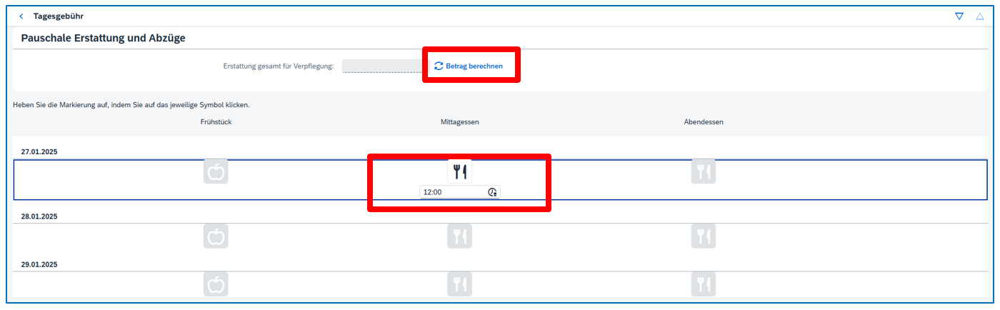 Tagesgebühr
Pauschale Erstattung und Abzüge
Erstattung gesamt für Verpflegung: Betrag berechnen
Heben Sie die Markierung auf, indem Sie auf das jeweilige Symbol klicken.
Frühstück Mittagessen Abendessen
27.01.2025
12:00
28.01.2025
29.01.2025